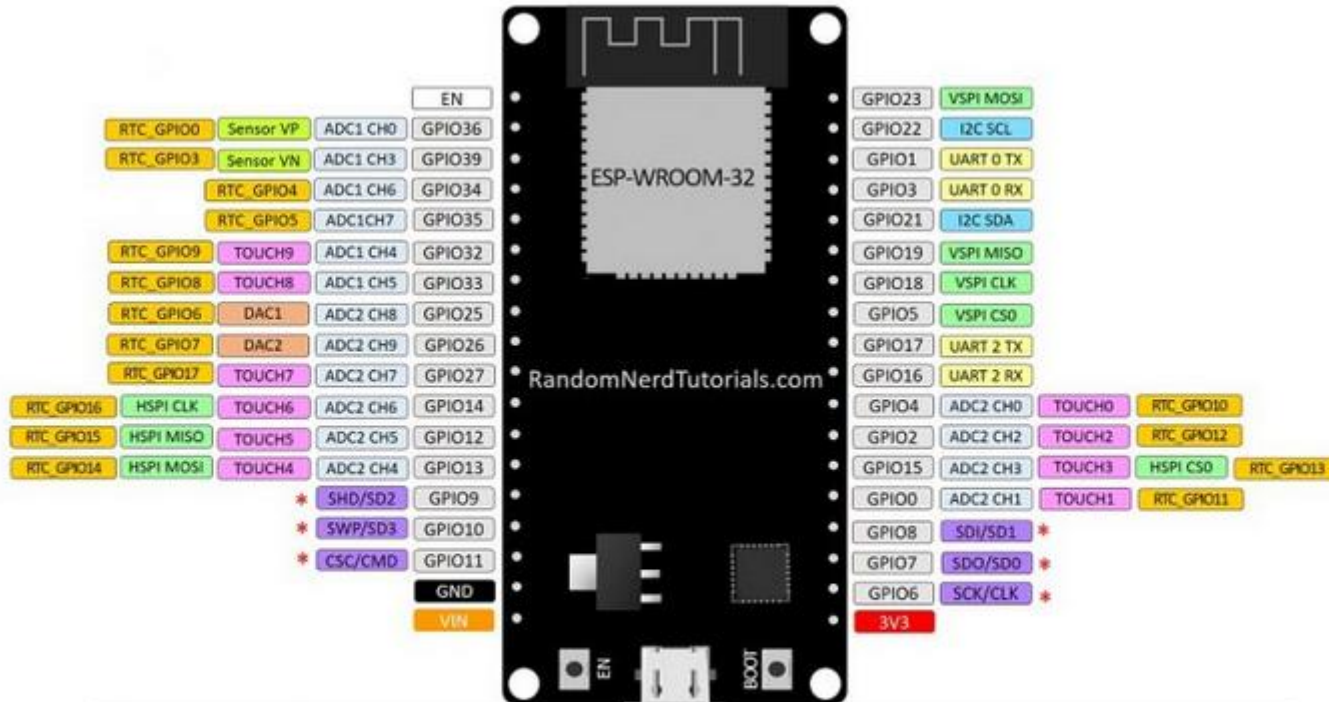 EN GPIO23 VSPI MOSI
RTC_GPIO0 Sensor VP ADC1 CH0 GPIO36 GPIO22 I2C SCL
RTC_GPIO3 Sensor VN ADC1 CH3 GPIO39 GPIO1 UART 0 TX
RTC_GPIO4 ADC1 CH6 GPIO34 ESP-WROOM-32 GPIO3 UART 0 RX
RTC_GPIO5 ADC1CH7 GPIO35 GPIO21 I2C SDA
RTC_GPIO9 TOUCH9 ADC1 CH4 GPIO32 GPIO19 VSPI MISO
RTC_GPIO8 TOUCH8 ADC1 CH5 GPIO33 GPIO18 VSPI CLK
RTC_GPIO6 DAC1 ADC2 CH8 GPIO25 GPIO5 VSPI CS0
RTC_GPIO7 DAC2 ADC2 CH9 GPIO26 GPIO17 UART 2 TX
RTC_GPIO17 TOUCH7 ADC2 CH7 GPIO27 RandomNerdTutorials.com GPIO16 UART 2 RX
RTC_GPIO16 HSPI CLK TOUCH6 ADC2 CH6 GPIO14 GPIO4 ADC2 CH0 TOUCH0 RTC_GPIO10
RTC_GPIO15 HSPI MISO TOUCH5 ADC2 CH5 GPIO12 GPIO2 ADC2 CH2 TOUCH2 RTC_GPIO12
RTC_GPIO14 HSPI MOSI TOUCH4 ADC2 CH4 GPIO13 GPIO15 ADC2 CH3 TOUCH3 HSPI CS0 RTC_GPIO13
* SHD/SD2 GPIO9 GPIO0 ADC2 CH1 TOUCH1 RTC_GPIO11
* SWP/SD3 GPIO10 GPIO8 SDI/SD1 *
* CSC/CMD GPIO11 GPIO7 SDO/SD0 *
GND GPIO6 SCK/CLK *
VIN 3V3
EN BOOT